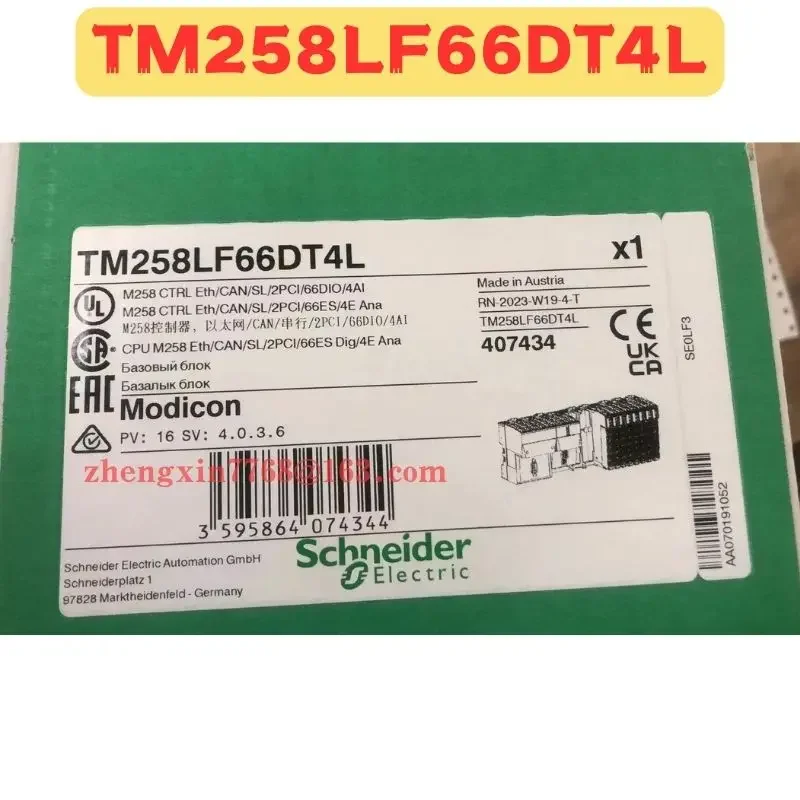 TM258LF66DT4L
TM258LF66DT4L
x1
UL
M258 CTRL Eth/CAN/SL/2PCI/66DIO/4AI
M258 CTRL Eth/CAN/SL/2PCI/66ES/4E Ana
M258控制器，以太网/CAN/串行/2PCI/66DIO/4AI
CPU M258 Eth/CAN/SL/2PCI/66ES Dig/4E Ana
Базовый блок
Базалык блок
Made in Austria
RN-2023-W19-4-T
TM258LF66DT4L
407434
CE
UK
CA
SE0LF3
EAC
Modicon
PV: 16 SV: 4.0.3.6
zhengxin7768@163.com
3 595864 074344
Schneider Electric Automation GmbH
Schneiderplatz 1
97828 Marktheidenfeld - Germany
Schneider
Electric
AA070191052